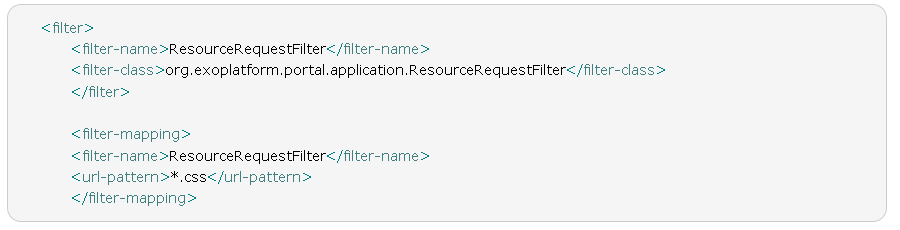 <filter>
<filter-name>ResourceRequestFilter</filter-name>
<filter-class>org.exoplatform.portal.application.ResourceRequestFilter</filter-class>
</filter>
<filter-mapping>
<filter-name>ResourceRequestFilter</filter-name>
<url-pattern>*.css</url-pattern>
</filter-mapping>